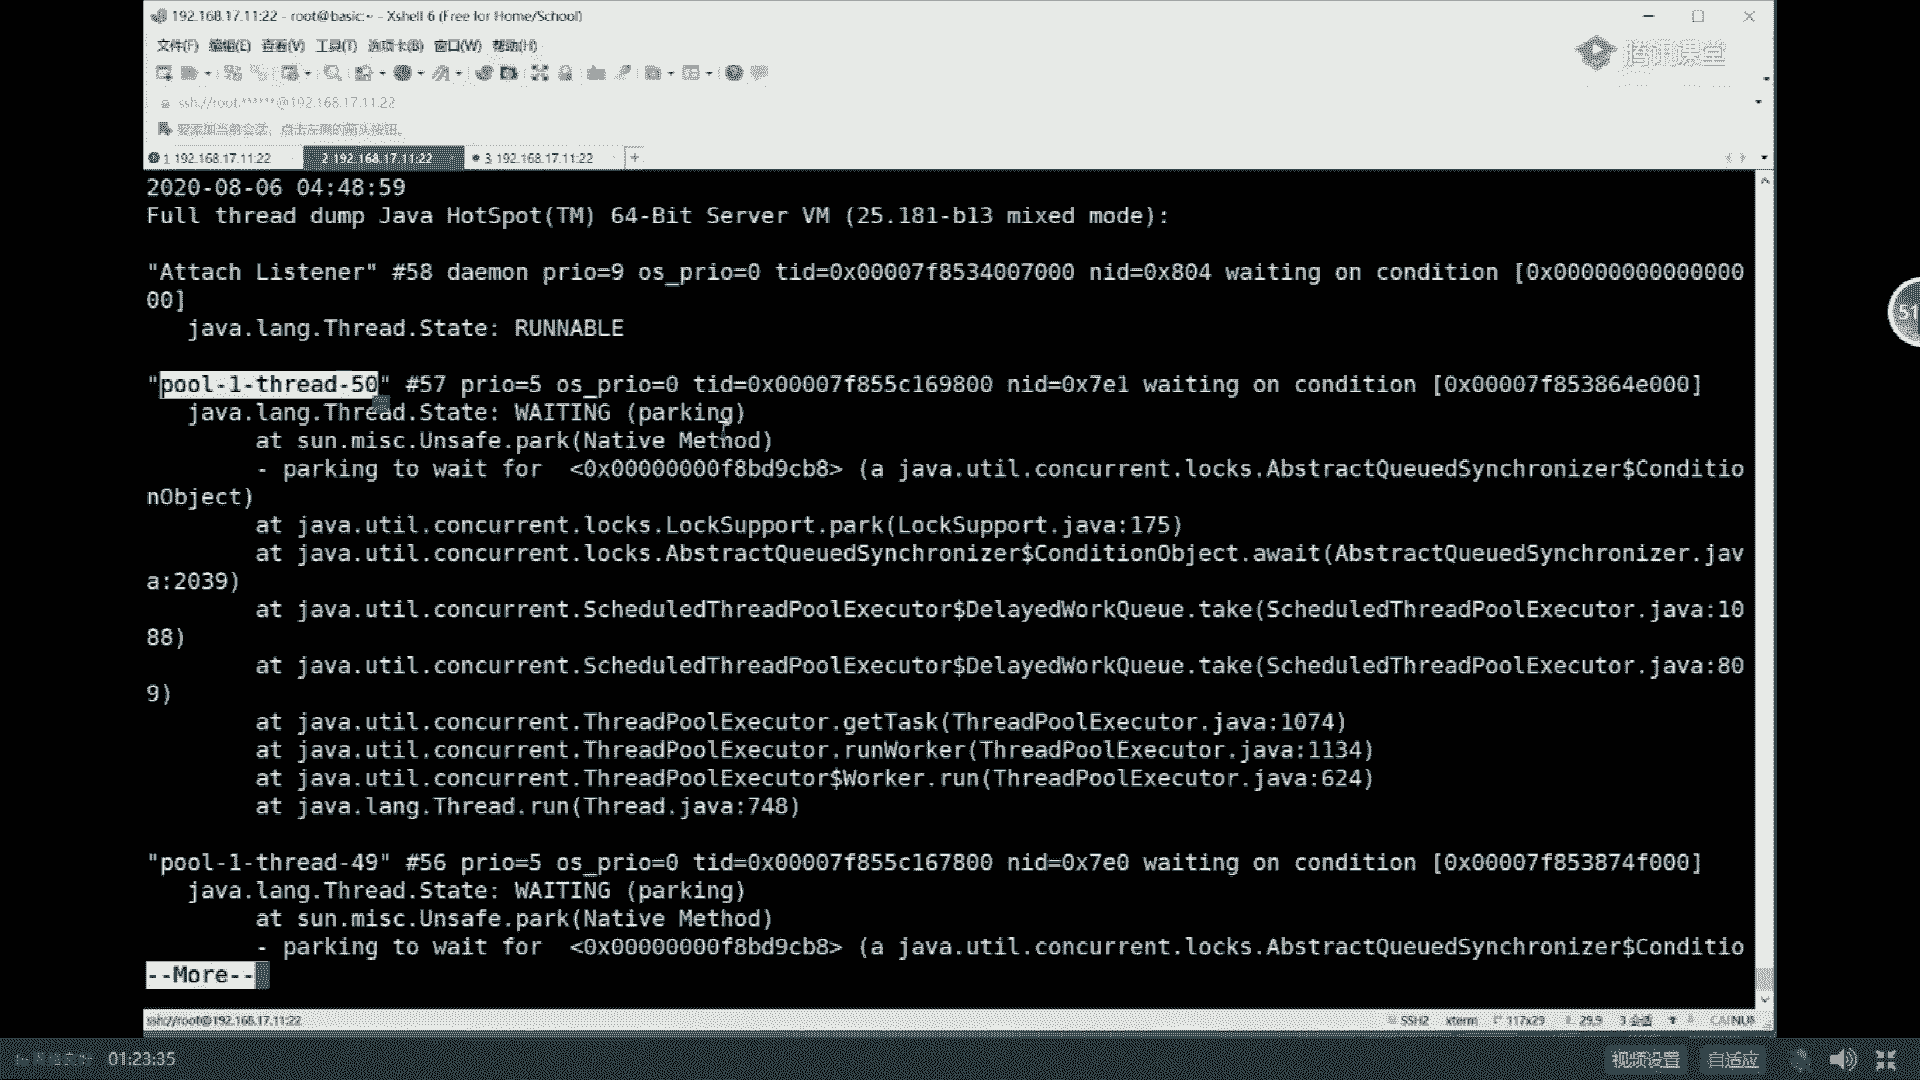 192.168.17.11:22 - root@basic:~ - Xshell 6 (Free for Home/School)
文件(F) 编辑(E) 查看(V) 工具(T) 选项卡(B) 窗口(W) 帮助(H)
腾讯课堂
ssh://root:******@192.168.17.11:22
要添加当前会话，点击左侧的箭头按钮。
1 192.168.17.11:22 2 192.168.17.11:22 3 192.168.17.11:22 +
2020-08-06 04:48:59
Full thread dump Java HotSpot(TM) 64-Bit Server VM (25.181-b13 mixed mode):
"Attach Listener" #58 daemon prio=9 os_prio=0 tid=0x00007f8534007000 nid=0x804 waiting on condition [0x00000000000000
00]
java.lang.Thread.State: RUNNABLE
51
"pool-1-thread-50" #57 prio=5 os_prio=0 tid=0x00007f855c169800 nid=0x7e1 waiting on condition [0x00007f853864e000]
java.lang.Thread.State: WAITING (parking)
at sun.misc.Unsafe.park(Native Method)
- parking to wait for  <0x00000000f8bd9cb8> (a java.util.concurrent.locks.AbstractQueuedSynchronizer$Conditio
nObject)
at java.util.concurrent.locks.LockSupport.park(LockSupport.java:175)
at java.util.concurrent.locks.AbstractQueuedSynchronizer$ConditionObject.await(AbstractQueuedSynchronizer.jav
a:2039)
at java.util.concurrent.ScheduledThreadPoolExecutor$DelayedWorkQueue.take(ScheduledThreadPoolExecutor.java:10
88)
at java.util.concurrent.ScheduledThreadPoolExecutor$DelayedWorkQueue.take(ScheduledThreadPoolExecutor.java:80
9)
at java.util.concurrent.ThreadPoolExecutor.getTask(ThreadPoolExecutor.java:1074)
at java.util.concurrent.ThreadPoolExecutor.runWorker(ThreadPoolExecutor.java:1134)
at java.util.concurrent.ThreadPoolExecutor$Worker.run(ThreadPoolExecutor.java:624)
at java.lang.Thread.run(Thread.java:748)
"pool-1-thread-49" #56 prio=5 os_prio=0 tid=0x00007f855c167800 nid=0x7e0 waiting on condition [0x00007f853874f000]
java.lang.Thread.State: WAITING (parking)
at sun.misc.Unsafe.park(Native Method)
- parking to wait for  <0x00000000f8bd9cb8> (a java.util.concurrent.locks.AbstractQueuedSynchronizer$Conditio
--More--
ssh://root@192.168.17.11:22 SSH2 xterm 117x29 29,9 3 会话 CAP NUM
01:23:35 视频设置 自适应